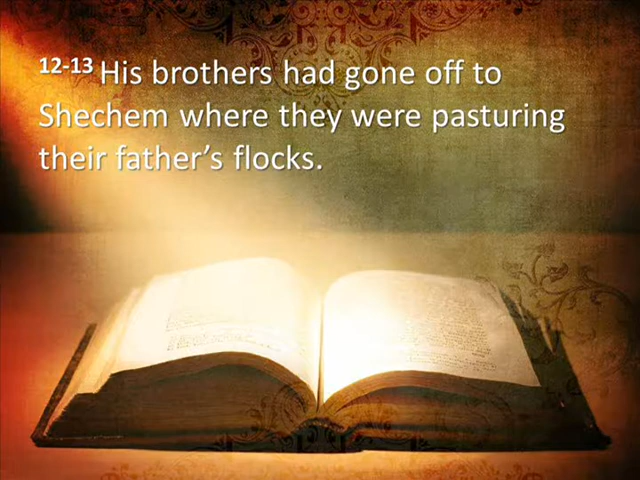 12-13 His brothers had gone off to
Shechem where they were pasturing
their father’s flocks.